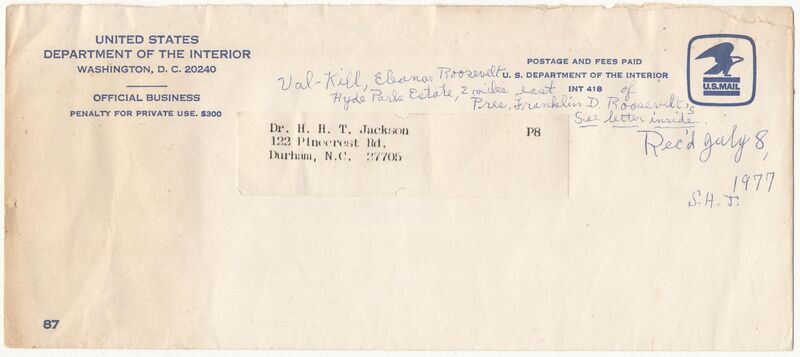 UNITED STATES
DEPARTMENT OF THE INTERIOR
WASHINGTON, D. C. 20240
OFFICIAL BUSINESS
PENALTY FOR PRIVATE USE. $300
POSTAGE AND FEES PAID
U. S. DEPARTMENT OF THE INTERIOR
INT 418
U.S.MAIL
Val-Kill, Eleanor Roosevelt
Hyde Park Estate, 2 miles east of
Pres. Franklin D. Roosevelt's
See letter inside.
Rec'd July 8,
1977
S. H. J.
Dr. H. H. T. Jackson P8
122 Pinecrest Rd.
Durham, N.C. 27705
87